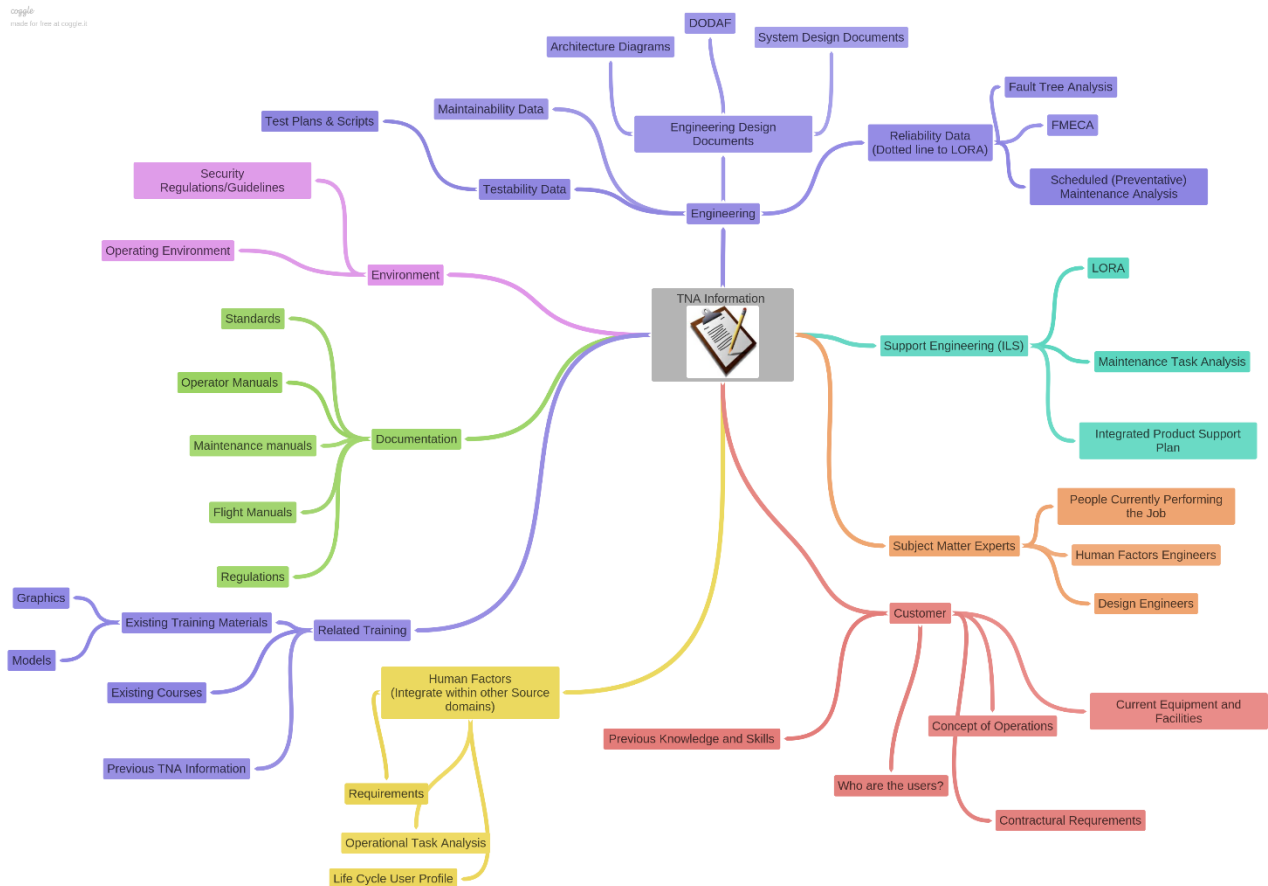 coggle
made for free at coggle.it
DODAF
Architecture Diagrams
System Design Documents
Engineering Design
Documents
Maintainability Data
Test Plans & Scripts
Testability Data
Engineering
Reliability Data
(Dotted line to LORA)
Fault Tree Analysis
FMECA
Scheduled (Preventative)
Maintenance Analysis
Security
Regulations/Guidelines
Operating Environment
Environment
TNA Information
LORA
Support Engineering (ILS)
Maintenance Task Analysis
Integrated Product Support
Plan
Standards
Operator Manuals
Maintenance manuals
Documentation
Flight Manuals
Regulations
People Currently Performing
the Job
Subject Matter Experts
Human Factors Engineers
Design Engineers
Graphics
Models
Existing Training Materials
Related Training
Existing Courses
Previous TNA Information
Human Factors
(Integrate within other Source
domains)
Requirements
Operational Task Analysis
Life Cycle User Profile
Customer
Previous Knowledge and Skills
Who are the users?
Concept of Operations
Current Equipment and
Facilities
Contractural Requrements